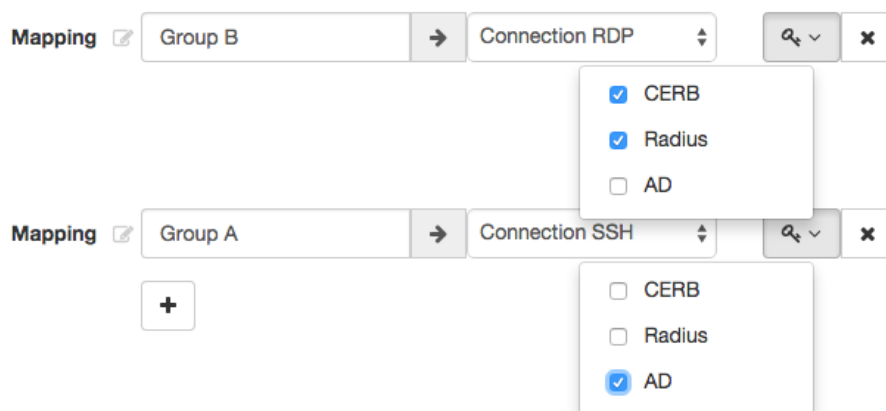 Mapping Group B Connection RDP
CERB
Radius
AD
Mapping Group A Connection SSH
CERB
Radius
AD